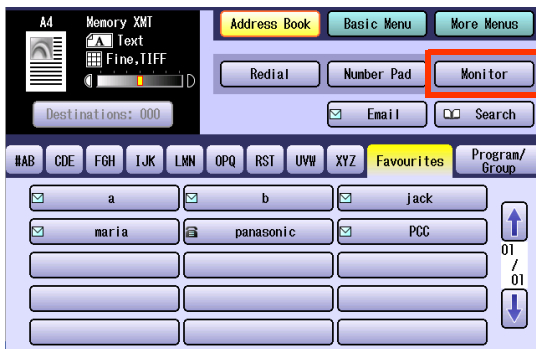 A4 Memory XMT
A Text
Fine,TIFF
D
Destinations: 000
Address Book Basic Menu More Menus
Redial Number Pad Monitor
Email Search
#AB CDE FGH IJK LMN OPQ RST UVW XYZ Favourites Program/
Group
a b jack
maria panasonic PCC
01
/
01